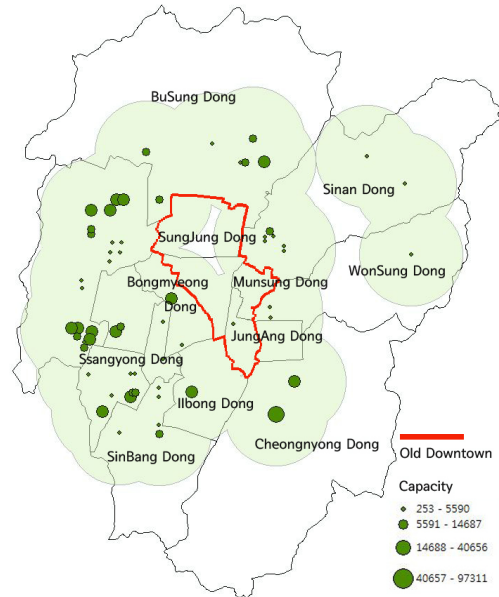 BuSung Dong
Sinan Dong
SungJung Dong
WonSung Dong
Bongmyeong
Dong
Munsung Dong
JungAng Dong
Ssangyong Dong
IIbong Dong
Cheongnyong Dong
SinBang Dong
Old Downtown
Capacity
253 - 5590
5591 - 14687
14688 - 40656
40657 - 97311